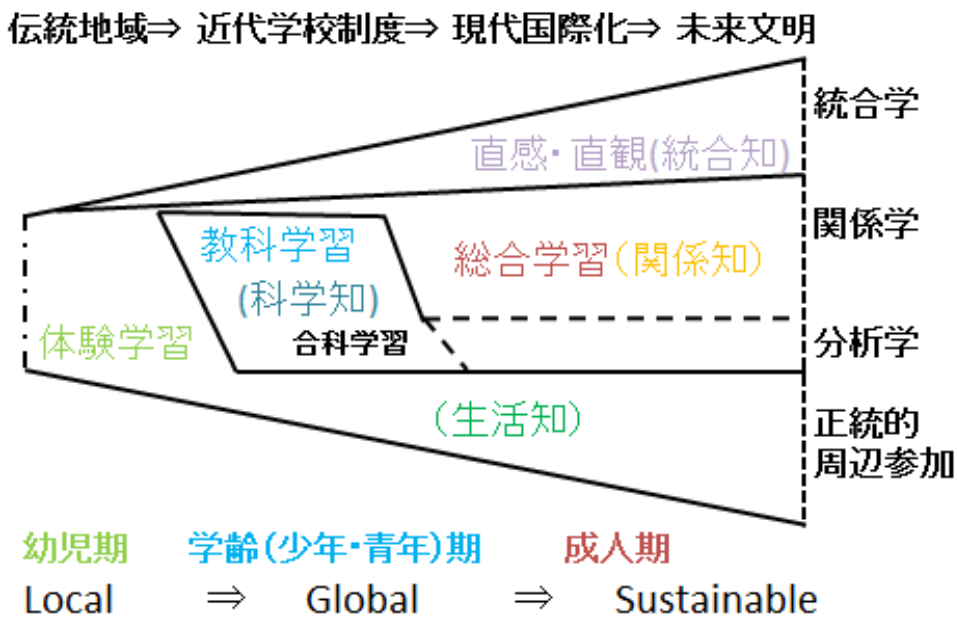 伝統地域⇒ 近代学校制度⇒ 現代国際化⇒ 未来文明
統合学
直感・直観(統合知)
関係学
教科学習
総合学習(関係知)
(科学知)
合科学習
体験学習
分析学
(生活知)
正統的
周辺参加
幼児期 学齢(少年・青年)期 成人期
Local ⇒ Global ⇒ Sustainable